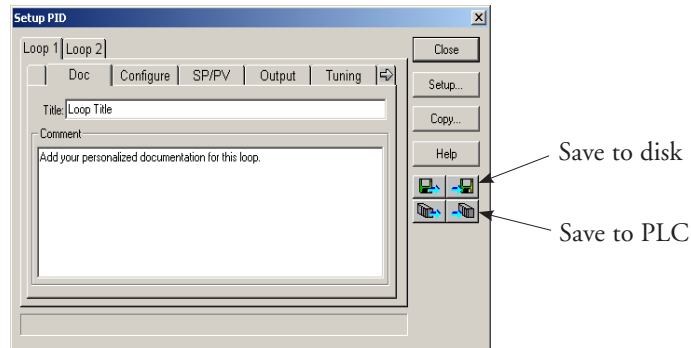 Setup PID
Loop 1 Loop 2
Close
Doc Configure SP/PV Output Tuning
Setup...
Title: Loop Title
Copy...
Comment
Add your personalized documentation for this loop.
Help
Save to disk
Save to PLC